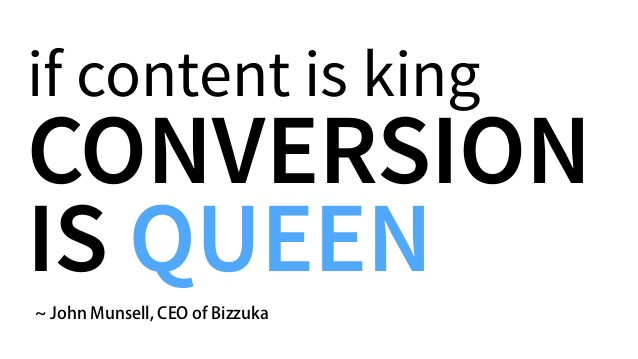 if content is king
CONVERSION
IS QUEEN
~ John Munsell, CEO of Bizzuka